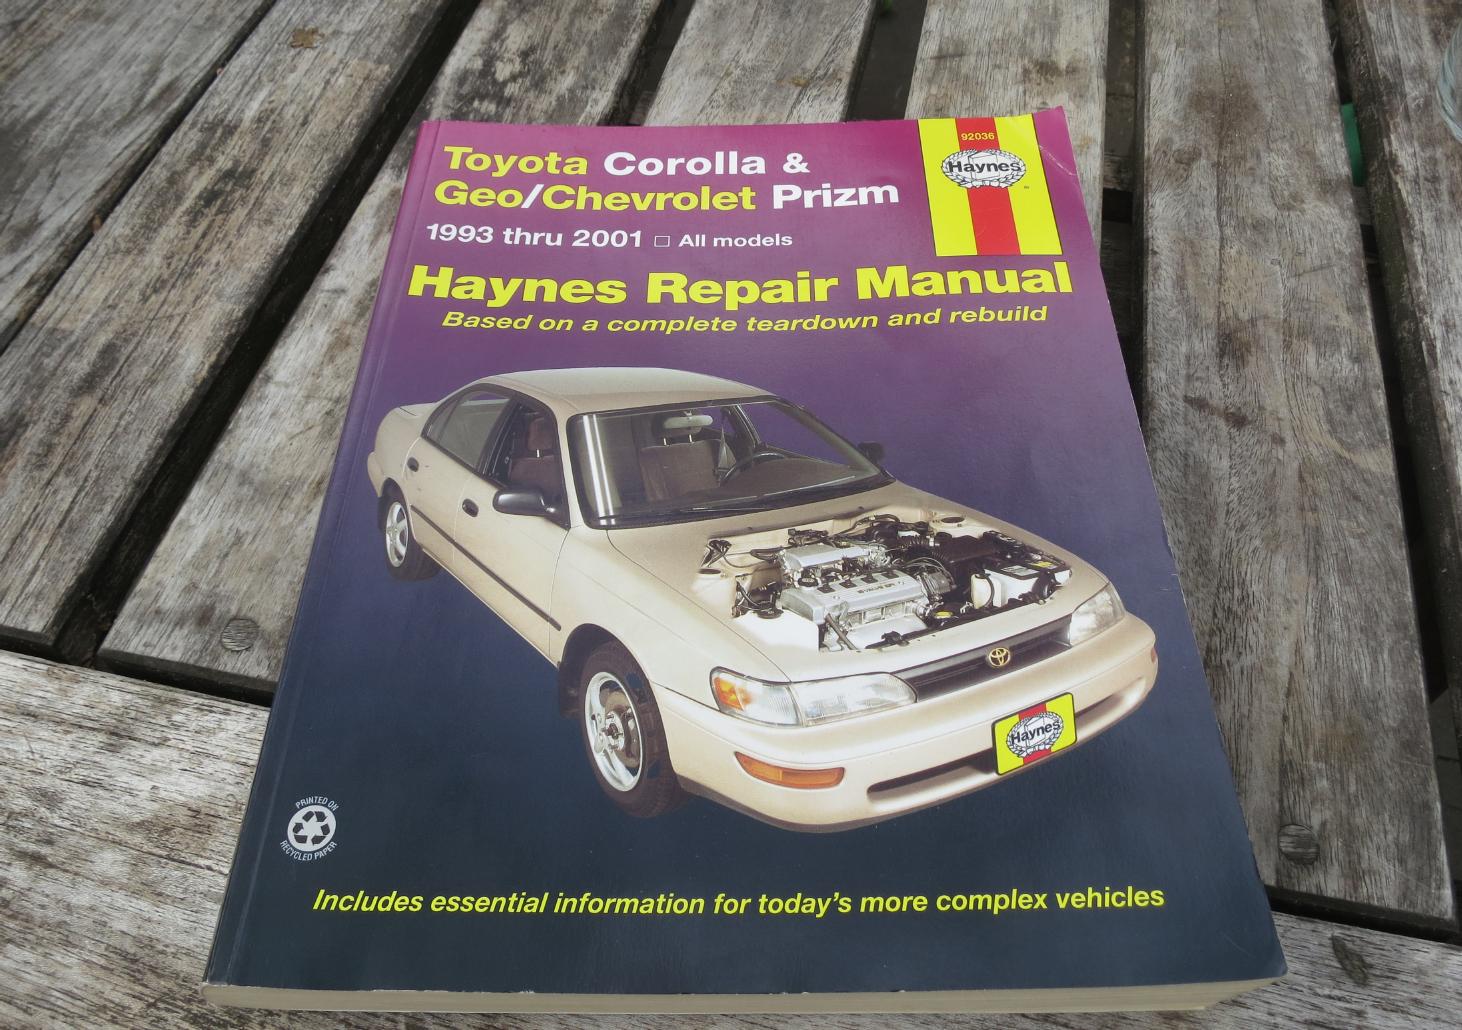 92036
Haynes
Toyota Corolla &
Geo/Chevrolet Prizm
1993 thru 2001 □ All models
Haynes Repair Manual
Based on a complete teardown and rebuild
Haynes
PRINTED ON
RECYCLED PAPER
Includes essential information for today's more complex vehicles